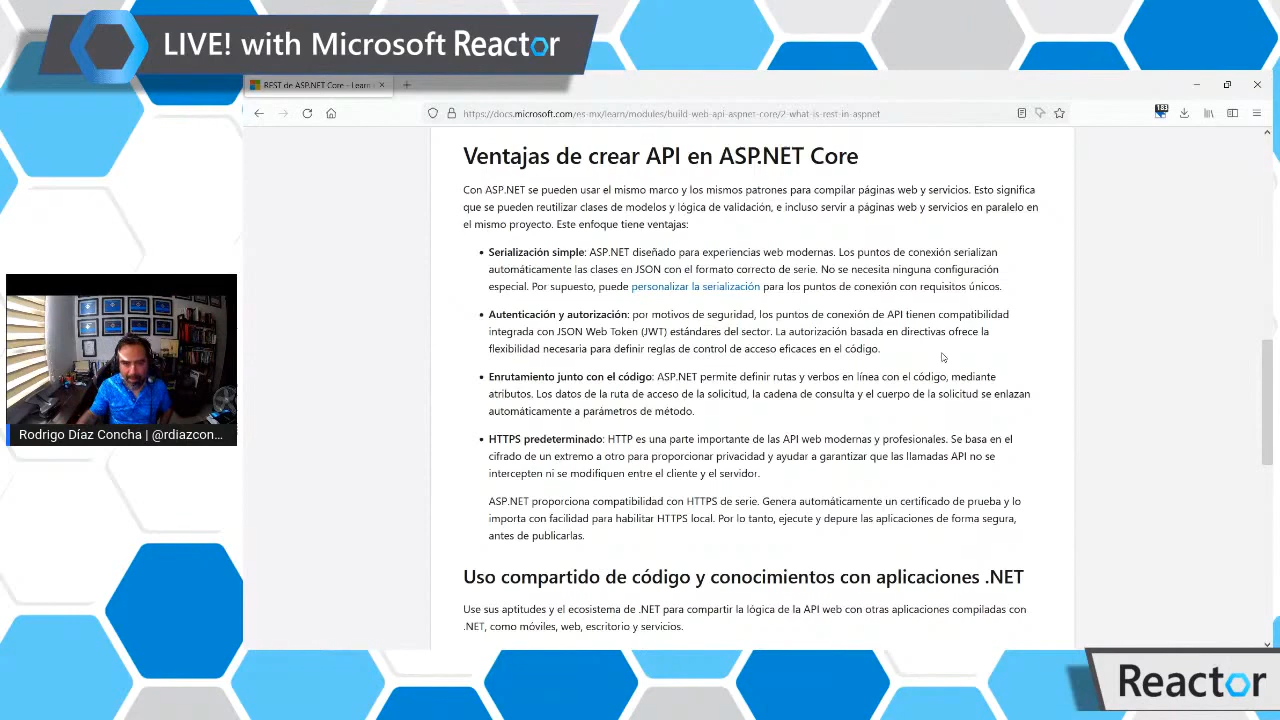 LIVE! with Microsoft Reactor
REST de ASP.NET Core - Learn
https://docs.microsoft.com/es-mx/learn/modules/build-web-api-aspnet-core/2-what-is-rest-in-aspnet
183
Ventajas de crear API en ASP.NET Core
Con ASP.NET se pueden usar el mismo marco y los mismos patrones para compilar páginas web y servicios. Esto significa
que se pueden reutilizar clases de modelos y lógica de validación, e incluso servir a páginas web y servicios en paralelo en
el mismo proyecto. Este enfoque tiene ventajas:
• Serialización simple: ASP.NET diseñado para experiencias web modernas. Los puntos de conexión serializan
automáticamente las clases en JSON con el formato correcto de serie. No se necesita ninguna configuración
especial. Por supuesto, puede personalizar la serialización para los puntos de conexión con requisitos únicos.
• Autenticación y autorización: por motivos de seguridad, los puntos de conexión de API tienen compatibilidad
integrada con JSON Web Token (JWT) estándares del sector. La autorización basada en directivas ofrece la
flexibilidad necesaria para definir reglas de control de acceso eficaces en el código.
• Enrutamiento junto con el código: ASP.NET permite definir rutas y verbos en línea con el código, mediante
atributos. Los datos de la ruta de acceso de la solicitud, la cadena de consulta y el cuerpo de la solicitud se enlazan
automáticamente a parámetros de método.
• HTTPS predeterminado: HTTP es una parte importante de las API web modernas y profesionales. Se basa en el
cifrado de un extremo a otro para proporcionar privacidad y ayudar a garantizar que las llamadas API no se
intercepten ni se modifiquen entre el cliente y el servidor.
ASP.NET proporciona compatibilidad con HTTPS de serie. Genera automáticamente un certificado de prueba y lo
importa con facilidad para habilitar HTTPS local. Por lo tanto, ejecute y depure las aplicaciones de forma segura,
antes de publicarlas.
Uso compartido de código y conocimientos con aplicaciones .NET
Use sus aptitudes y el ecosistema de .NET para compartir la lógica de la API web con otras aplicaciones compiladas con
.NET, como móviles, web, escritorio y servicios.
Rodrigo Díaz Concha | @rdiazcon...
Reactor